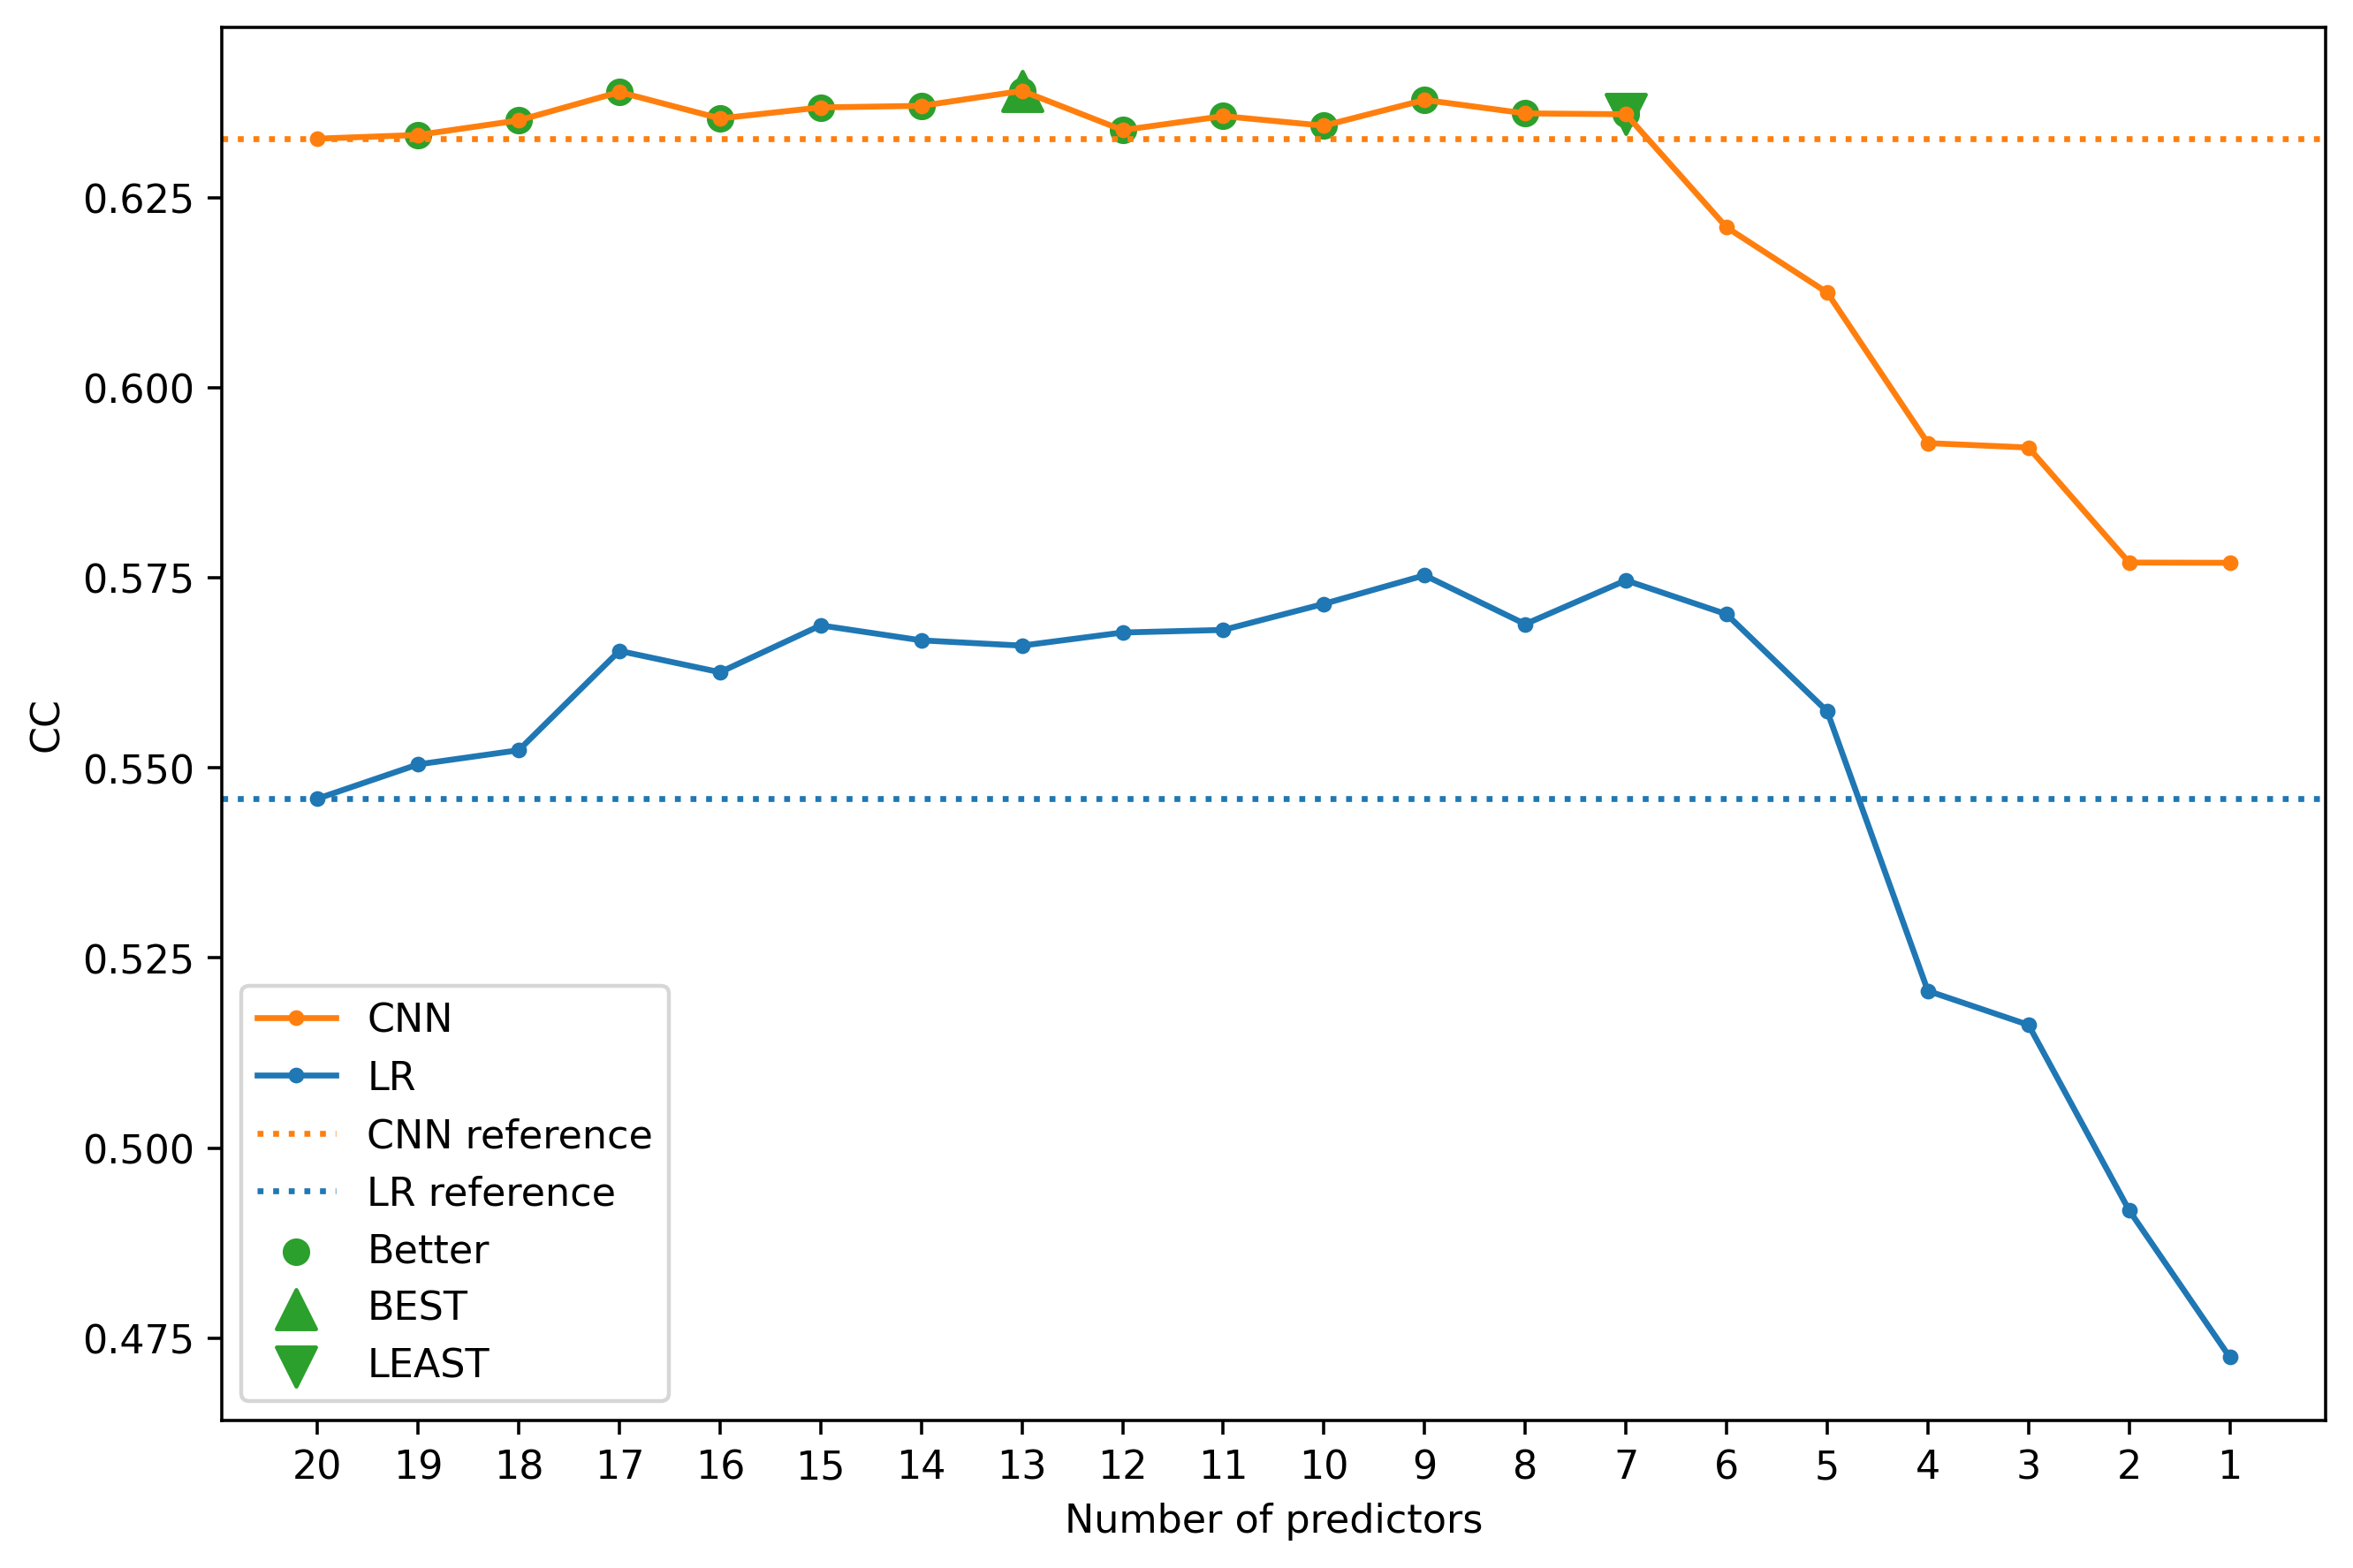 0.625
0.600
0.575
0.550
0.525
0.500
0.475
CC
CNN
LR
CNN reference
LR reference
Better
BEST
LEAST
20 19 18 17 16 15 14 13 12 11 10 9 8 7 6 5 4 3 2 1
Number of predictors